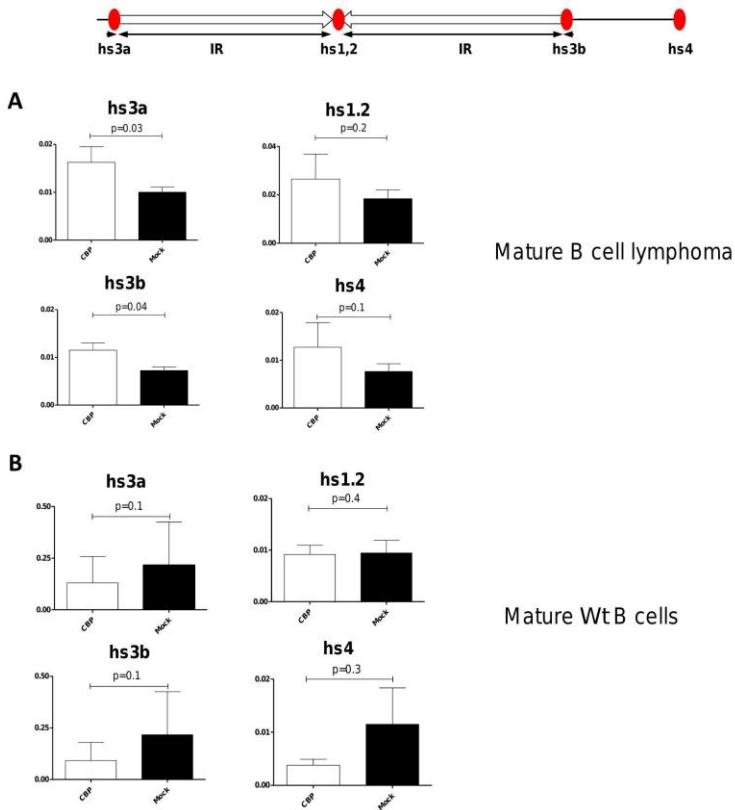 hs3a IR hs1,2 IR hs3b hs4
A
hs3a
p=0.03
0.02
0.01
0.00
CBP Mock
hs1.2
p=0.2
0.04
0.02
0.00
CBP Mock
Mature B cell lymphoma
hs3b
p=0.04
0.02
0.01
0.00
CBP Mock
hs4
p=0.1
0.02
0.01
0.00
CBP Mock
B
hs3a
p=0.1
0.50
0.25
0.00
CBP Mock
hs1.2
p=0.4
0.02
0.01
0.00
CBP Mock
Mature Wt B cells
hs3b
p=0.1
0.50
0.25
0.00
CBP Mock
hs4
p=0.3
0.02
0.01
0.00
CBP Mock